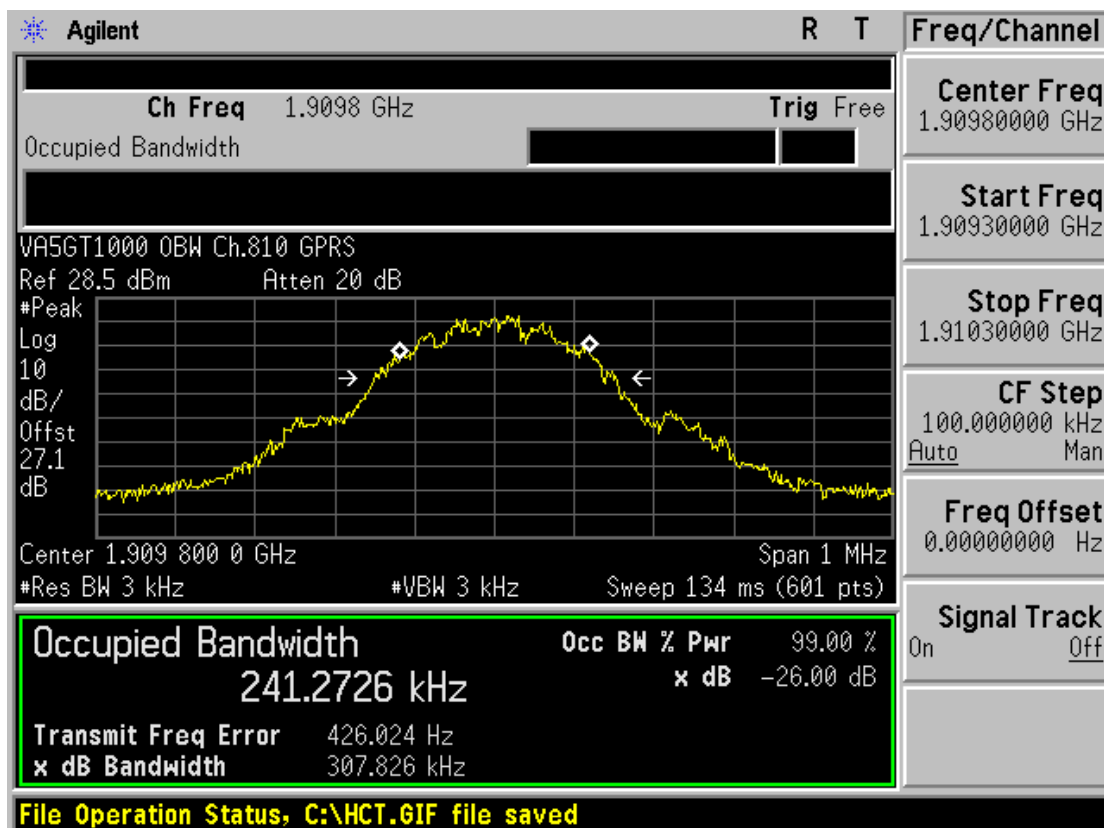 Agilent R T
Freq/Channel
Ch Freq 1.9098 GHz Trig Free
Occupied Bandwidth
VA5GT1000 OBW Ch.810 GPRS
Ref 28.5 dBm Atten 20 dB
#Peak
Log
10
dB/
Offst
27.1
dB
Center 1.909 800 0 GHz Span 1 MHz
#Res BW 3 kHz #VBW 3 kHz Sweep 134 ms (601 pts)
Occupied Bandwidth
241.2726 kHz
Occ BW % Pwr 99.00 %
x dB -26.00 dB
Transmit Freq Error 426.024 Hz
x dB Bandwidth 307.826 kHz
Center Freq
1.90980000 GHz
Start Freq
1.90930000 GHz
Stop Freq
1.91030000 GHz
CF Step
100.000000 kHz
Auto Man
Freq Offset
0.00000000 Hz
Signal Track
On Off
File Operation Status, C:\HCT.GIF file saved